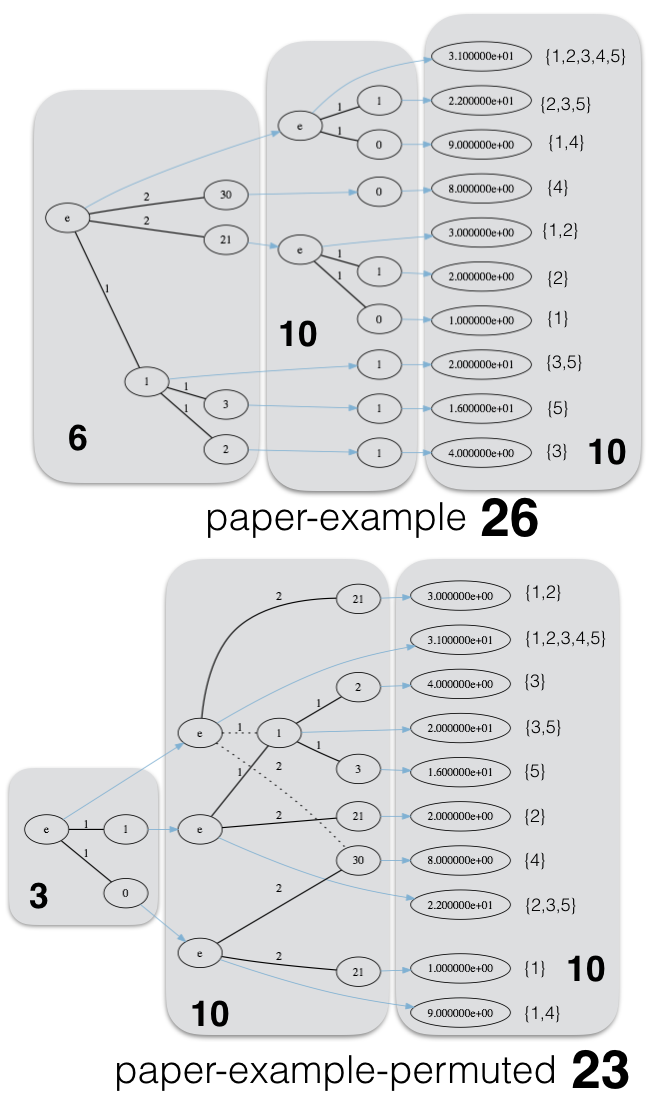 3.100000e+01 {1,2,3,4,5}
1 1 2.200000e+01 {2,3,5}
e
1 0 9.000000e+00 {1,4}
2 30 0 8.000000e+00 {4}
e
2 21 3.000000e+00 {1,2}
e
1 1 2.000000e+00 {2}
1
1
0 1.000000e+00 {1}
10
1 2.000000e+01 {3,5}
1
1 3 1 1.600000e+01 {5}
1
6
2 1 4.000000e+00 {3} 10
paper-example 26
2 21 3.000000e+00 {1,2}
3.100000e+01 {1,2,3,4,5}
1 2 4.000000e+00 {3}
e 1 1 2.000000e+01 {3,5}
1
1 2 3 1.600000e+01 {5}
2 21 2.000000e+00 {2}
e 1 1 e
1 30 8.000000e+00 {4}
2
3 0
2.200000e+01 {2,3,5}
e
2 21 1.000000e+00 {1} 10
10
9.000000e+00 {1,4}
paper-example-permuted 23